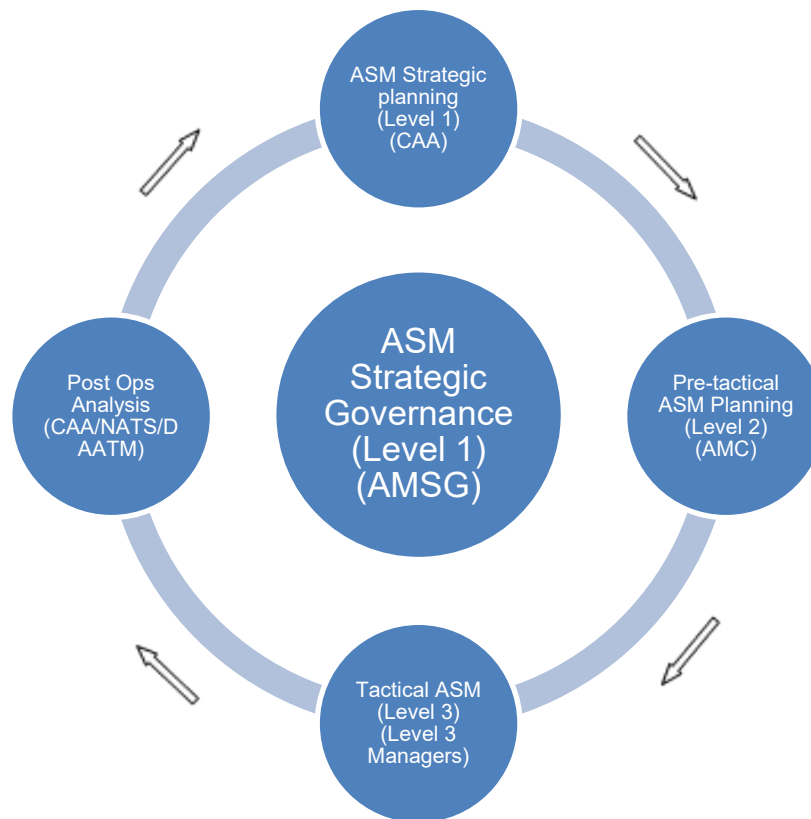 ASM Strategic
planning
(Level 1)
(CAA)
Post Ops
Analysis
(CAA/NATS/D
AATM)
ASM
Strategic
Governance
(Level 1)
(AMSG)
Pre-tactical
ASM Planning
(Level 2)
(AMC)
Tactical ASM
(Level 3)
(Level 3
Managers)